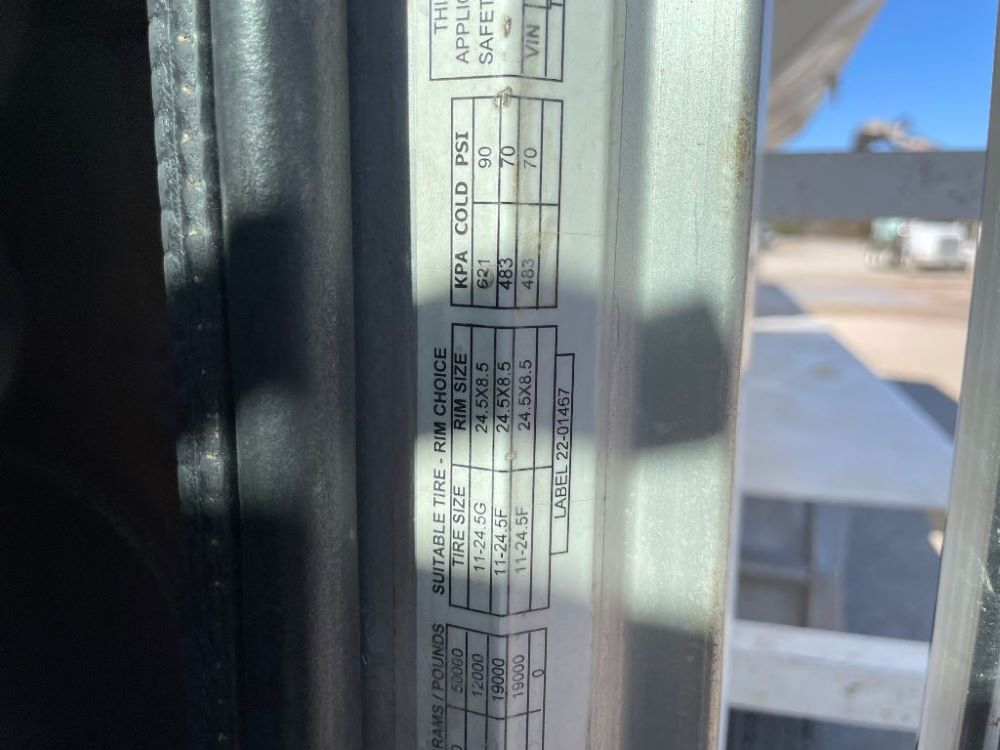 RAMS / POUNDS
50000
12000
19000
19000
0
SUITABLE TIRE - RIM CHOICE
TIRE SIZE RIM SIZE
11-24.5G 24.5X8.5
11-24.5F 24.5X8.5
11-24.5F 24.5X8.5
LABEL 22-01467
KPA COLD PSI
621 90
483 70
483 70
THI
APPLIC
SAFET
VIN